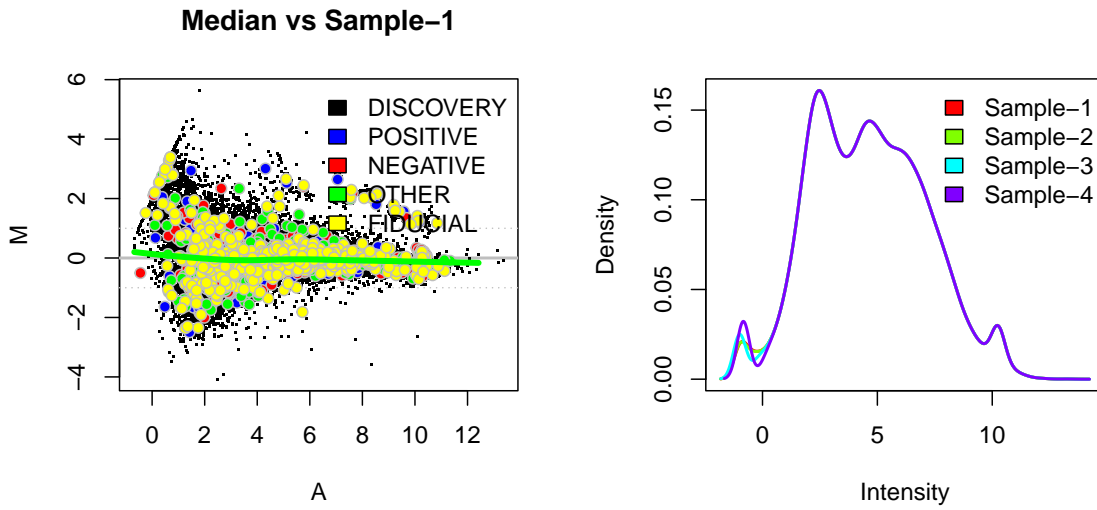 Median vs Sample−1
6
4
2
0
−2
−4
M
0 2 4 6 8 10 12
A
DISCOVERY
POSITIVE
NEGATIVE
OTHER
FIDUCIAL
0.15
0.10
0.05
0.00
Density
0 5 10
Intensity
Sample−1
Sample−2
Sample−3
Sample−4